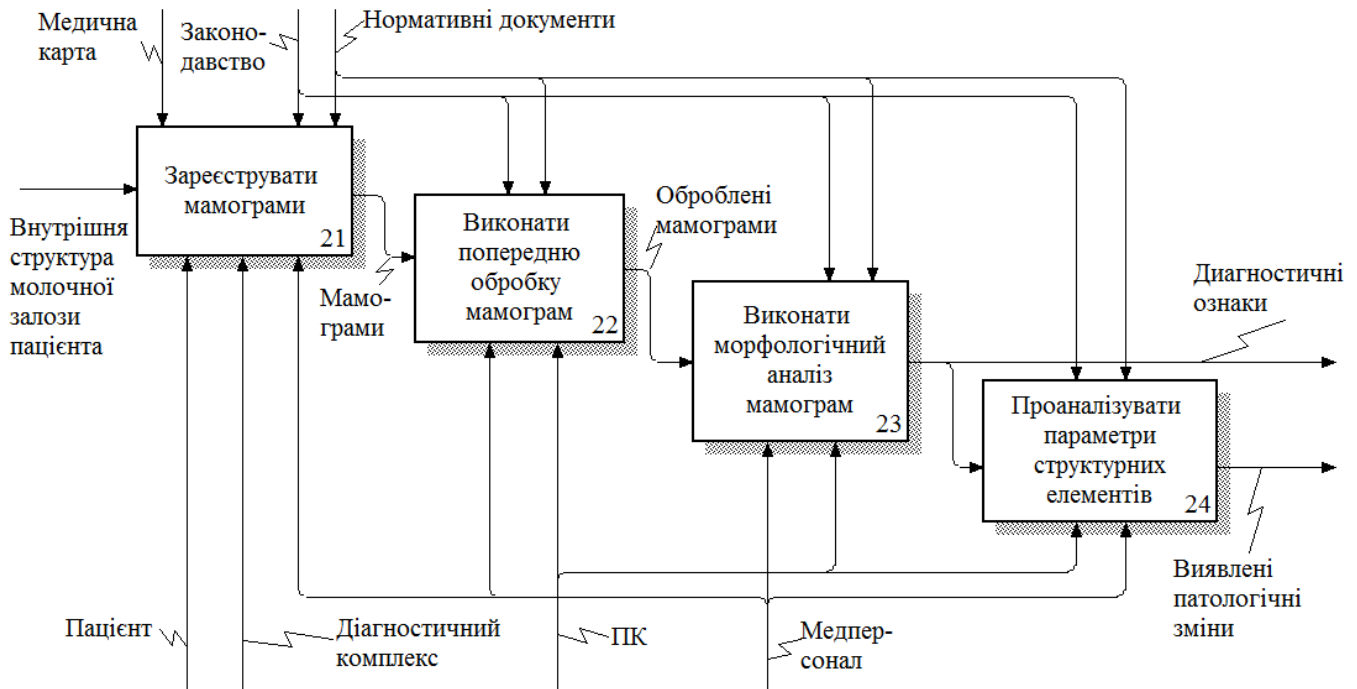 Медична
карта
Законо-
давство
Нормативні документи
Зареєструвати
мамограми
21
Внутрішня
структура
молочної
залози
пацієнта
Мамо-
грами
Виконати
попередню
обробку
мамограм
22
Оброблені
мамограми
Виконати
морфологічний
аналіз
мамограм
23
Диагностичні
ознаки
Проаналізувати
параметри
структурних
елементів
24
Виявлені
патологічні
зміни
Пацієнт
Діагностичний
комплекс
ПК
Медпер-
сонал